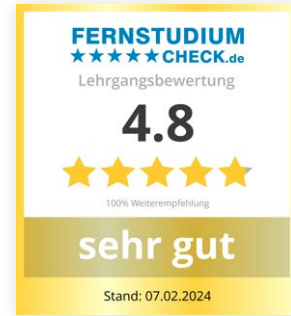 FERNSTUDIUM
★★★★★CHECK.de
Lehrgangsbewertung
4.8
100% Weiterempfehlung
sehr gut
Stand: 07.02.2024